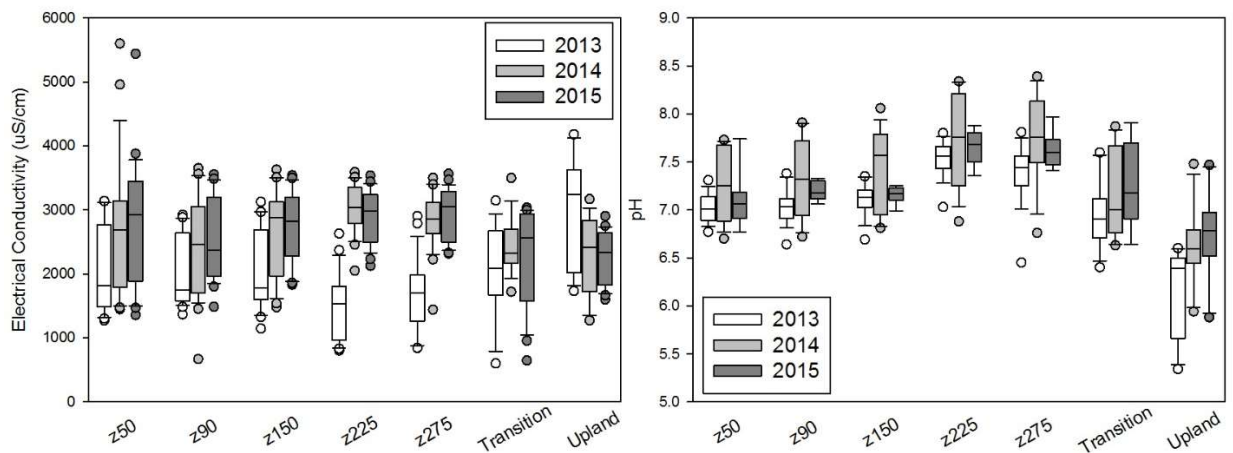 Electrical Conductivity (uS/cm)
6000
5000
4000
3000
2000
1000
0
2013
2014
2015
z50
z90
z150
z225
z275
Transition
Upland
pH
9.0
8.5
8.0
7.5
7.0
6.5
6.0
5.5
5.0
2013
2014
2015
z50
z90
z150
z225
z275
Transition
Upland